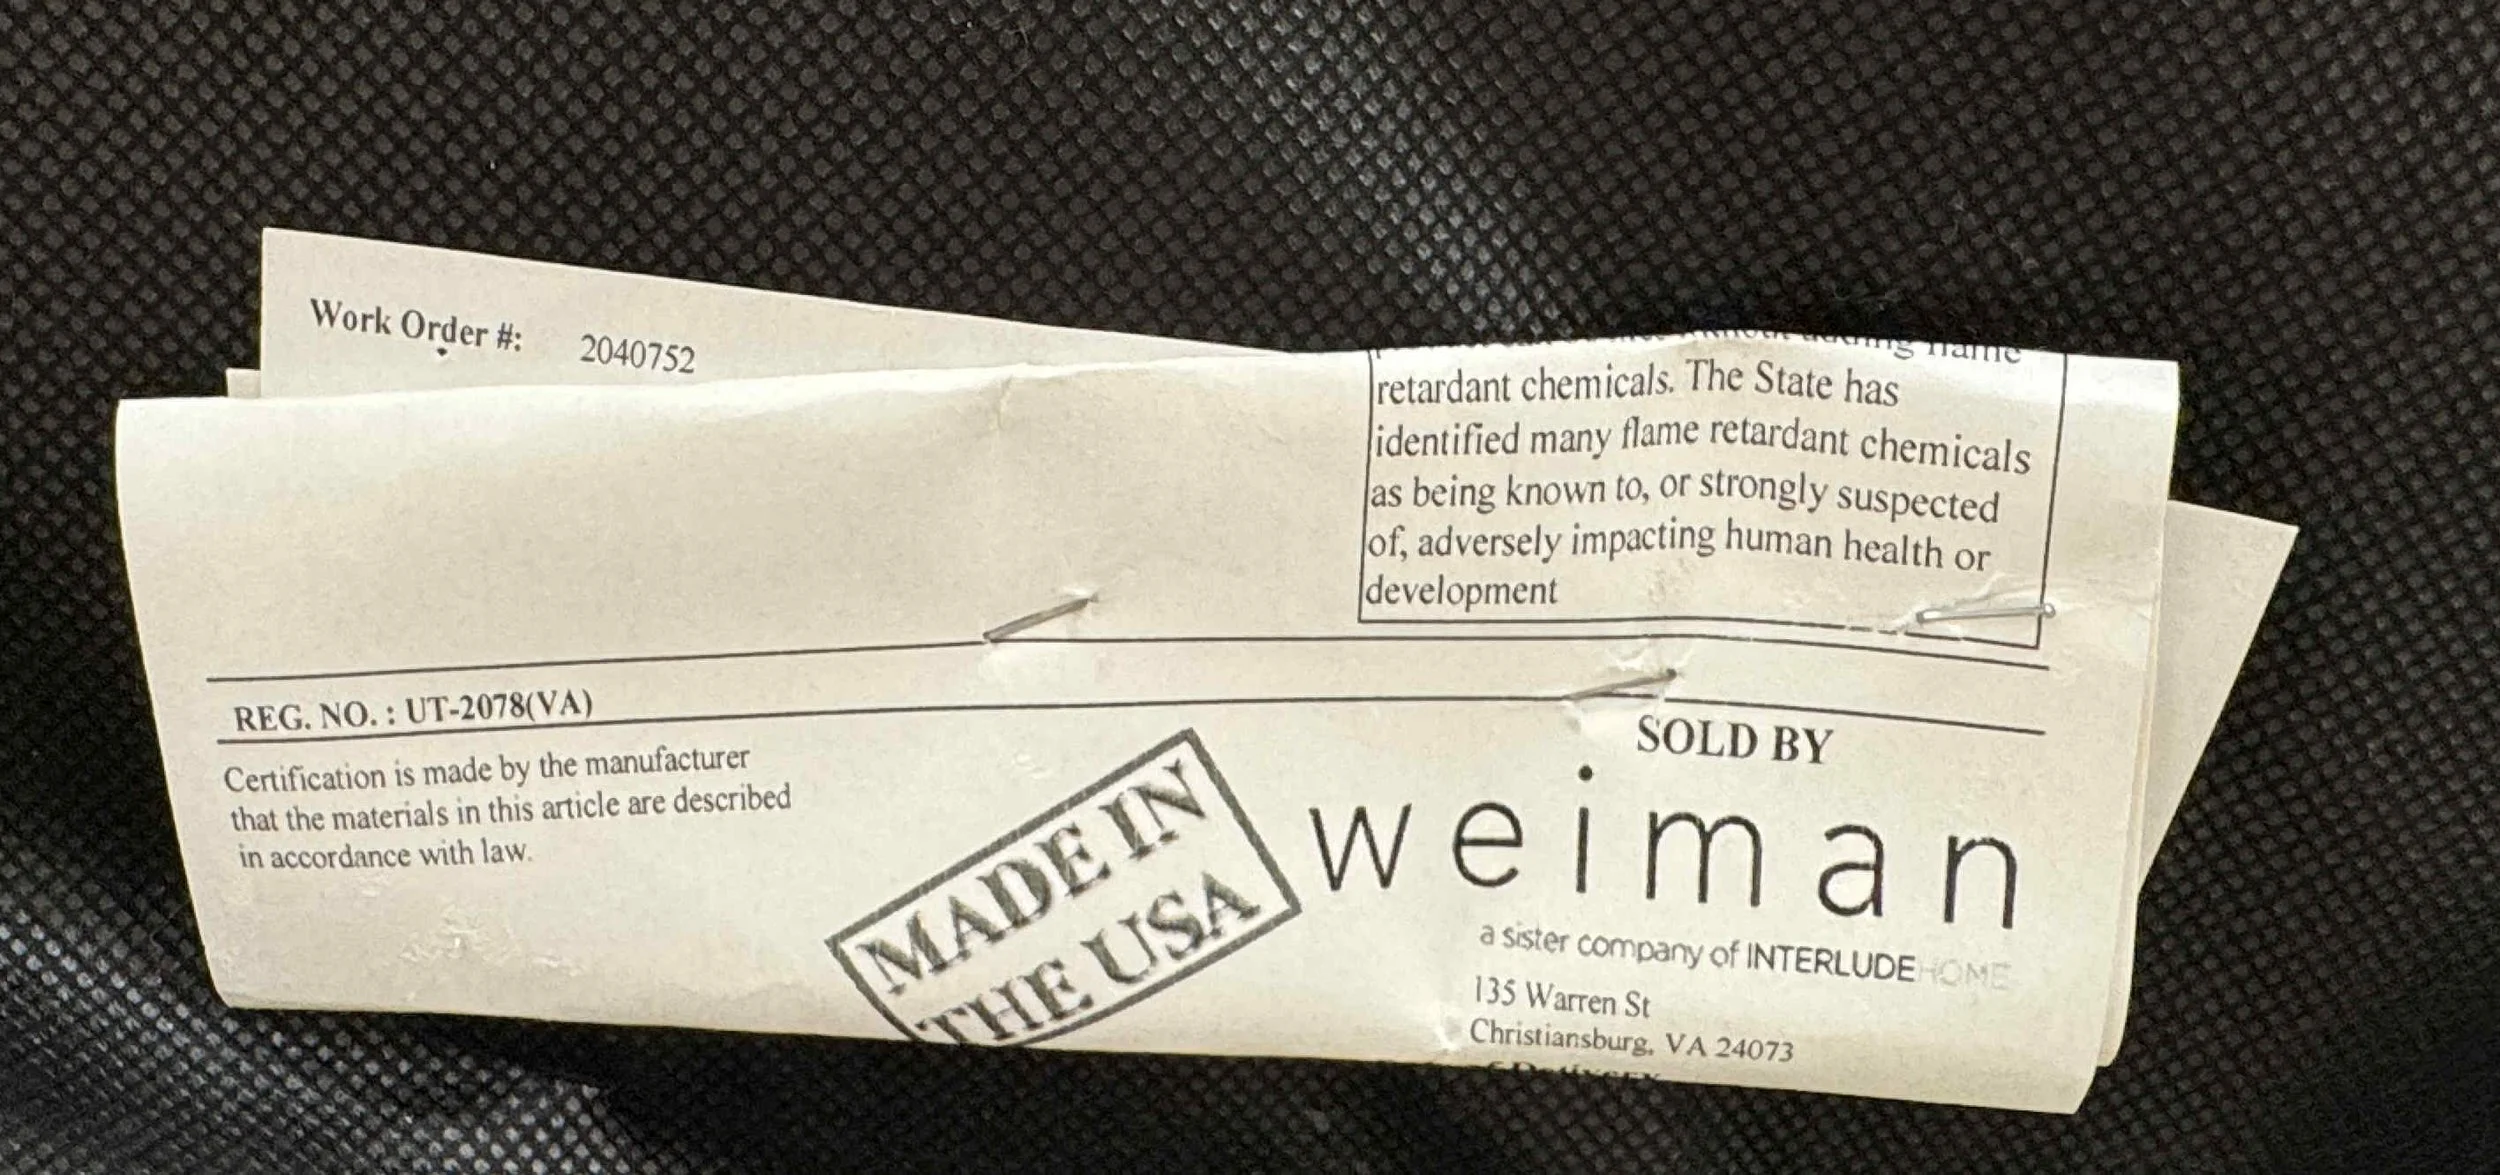 Work Order #: 2040752
retardant chemicals. The State has
identified many flame retardant chemicals
as being known to, or strongly suspected
of, adversely impacting human health or
development
REG. NO. : UT-2078(VA)
Certification is made by the manufacturer
that the materials in this article are described
in accordance with law.
MADE IN
THE USA
SOLD BY
weiman
a sister company of INTERLUDEHOME
135 Warren St
Christiansburg, VA 24073